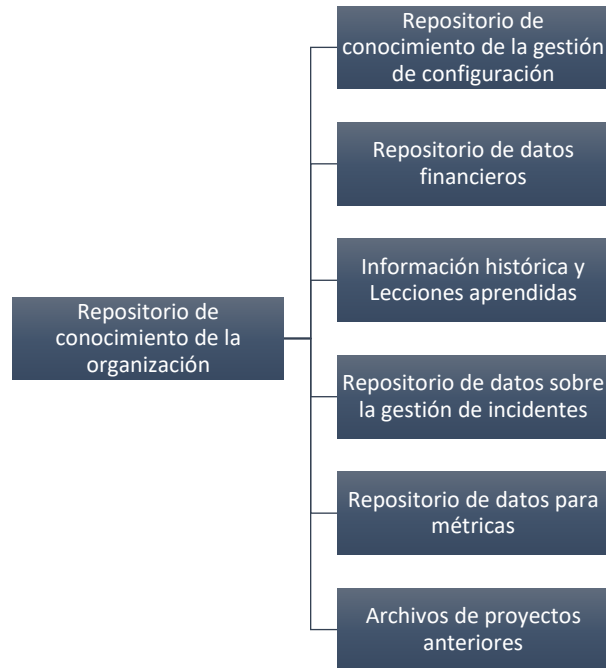 Repositorio de
conocimiento de la gestión
de configuración
Repositorio de datos
financieros
Información histórica y
Lecciones aprendidas
Repositorio de
conocimiento de la
organización
Repositorio de datos sobre
la gestión de incidentes
Repositorio de datos para
métricas
Archivos de proyectos
anteriores